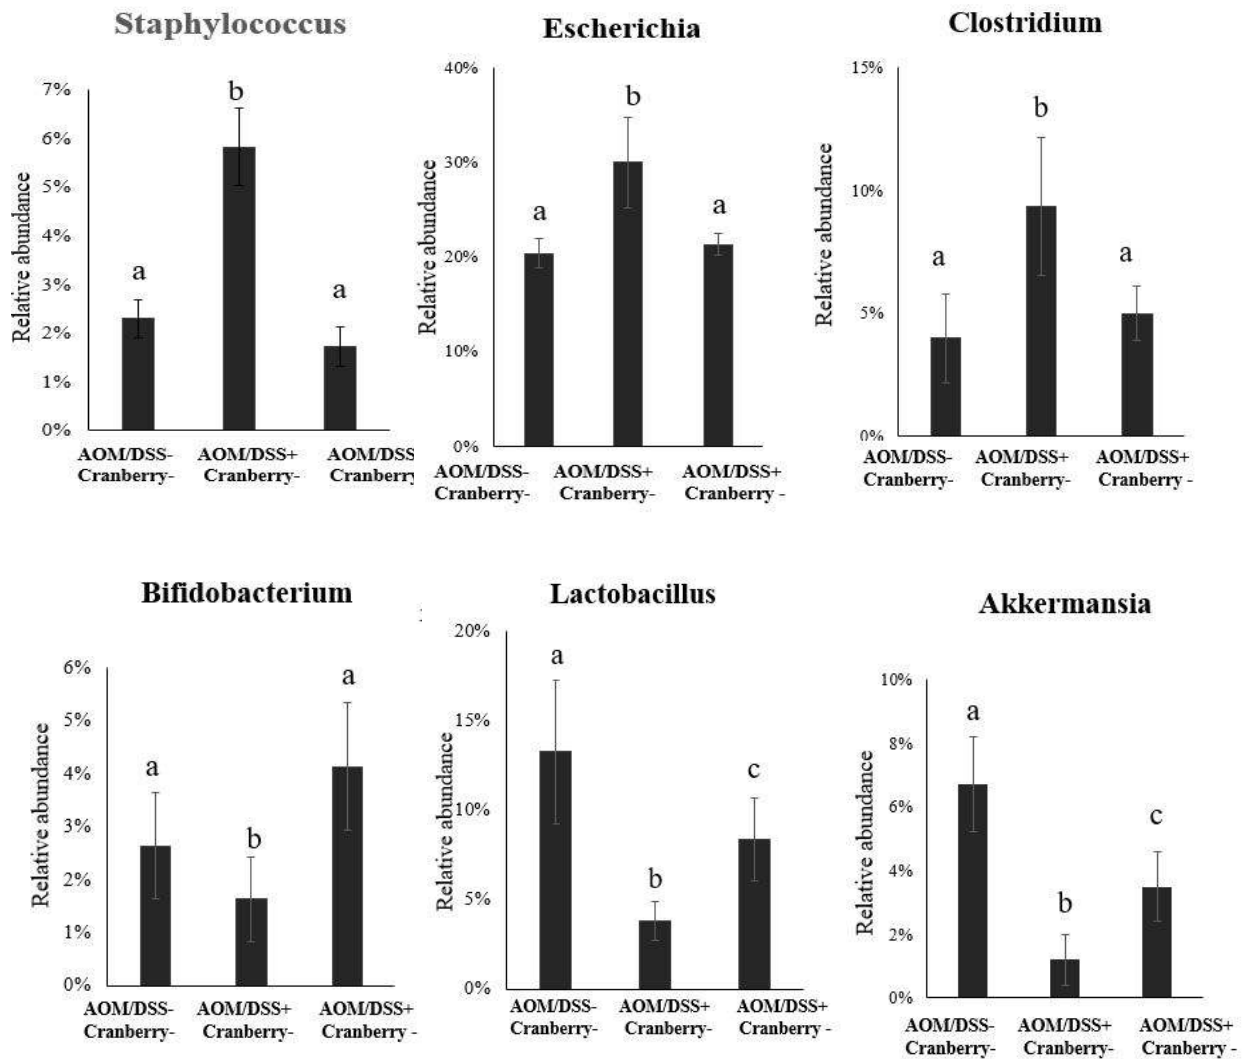 Staphylococcus
7%
6%
5%
4%
3%
2%
1%
0%
Relative abundance
a
b
a
AOM/DSS- AOM/DSS+ AOM/DSS
Cranberry- Cranberry- Cranberry
Escherichia
40%
30%
20%
10%
0%
Relative abundance
a
b
a
AOM/DSS- AOM/DSS+ AOM/DSS+
Cranberry- Cranberry- Cranberry -
Clostridium
15%
10%
5%
0%
Relative abundance
a
b
a
AOM/DSS- AOM/DSS+ AOM/DSS+
Cranberry- Cranberry- Cranberry -
Bifidobacterium
6%
5%
4%
3%
2%
1%
0%
Relative abundance
a
b
a
AOM/DSS- AOM/DSS+ AOM/DSS+
Cranberry- Cranberry- Cranberry -
Lactobacillus
20%
15%
10%
5%
0%
Relative abundance
a
b
c
AOM/DSS- AOM/DSS+ AOM/DSS+
Cranberry- Cranberry- Cranberry -
Akkermansia
10%
8%
6%
4%
2%
0%
Relative abundance
a
b
c
AOM/DSS- AOM/DSS+ AOM/DSS+
Cranberry- Cranberry- Cranberry -